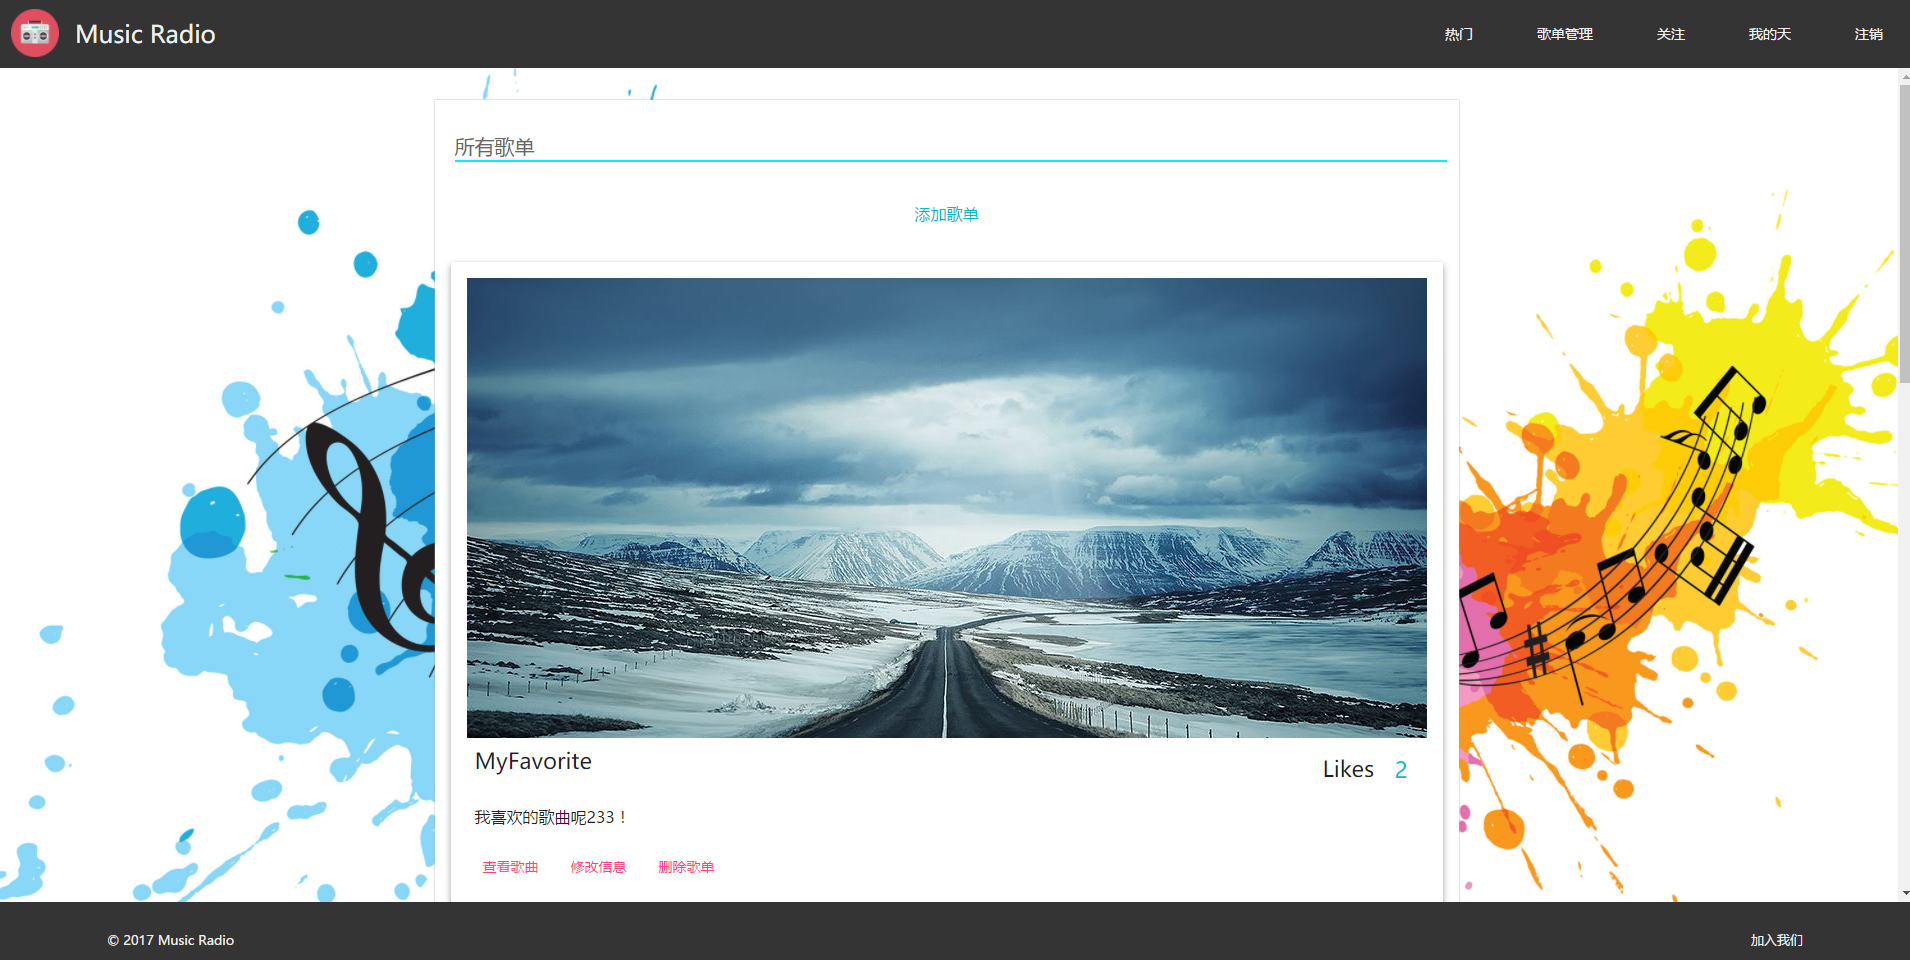 Music Radio
热门
歌单管理
关注
我的天
注销
所有歌单
添加歌单
MyFavorite
Likes 2
我喜欢的歌曲呢233！
查看歌曲
修改信息
删除歌单
© 2017 Music Radio
加入我们